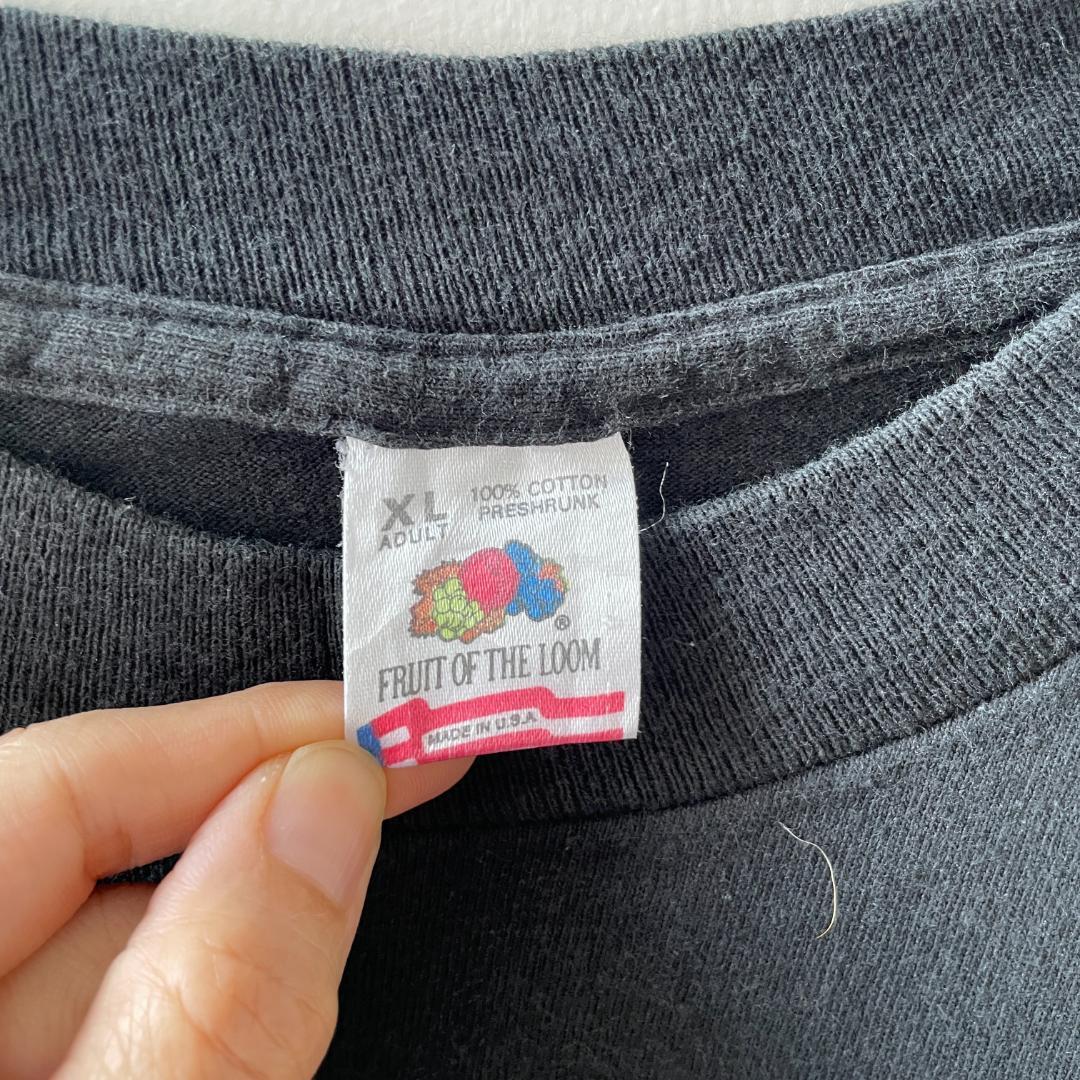 XL
ADULT
100% COTTON
PRESHRUNK
®
FRUIT OF THE LOOM
MADE IN U.S.A